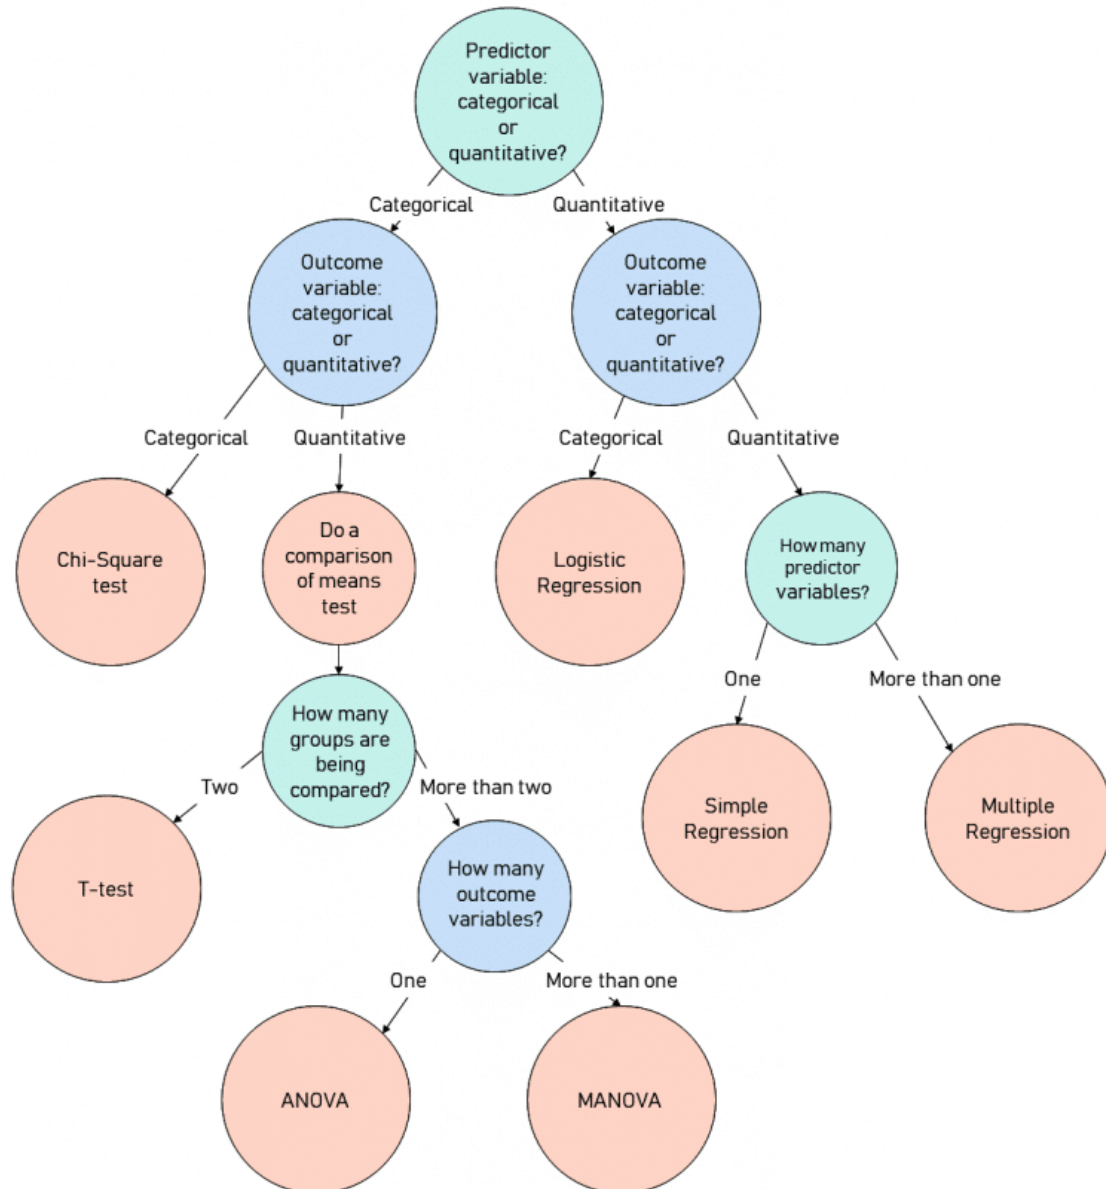 Predictor
variable:
categorical
or
quantitative?
Categorical
Quantitative
Outcome
variable:
categorical
or
quantitative?
Outcome
variable:
categorical
or
quantitative?
Categorical
Quantitative
Categorical
Quantitative
Chi-Square
test
Do a
comparison
of means
test
Logistic
Regression
How many
predictor
variables?
One
More than one
How many
groups are
being
compared?
Two
More than two
Simple
Regression
Multiple
Regression
T-test
How many
outcome
variables?
One
More than one
ANOVA
MANOVA